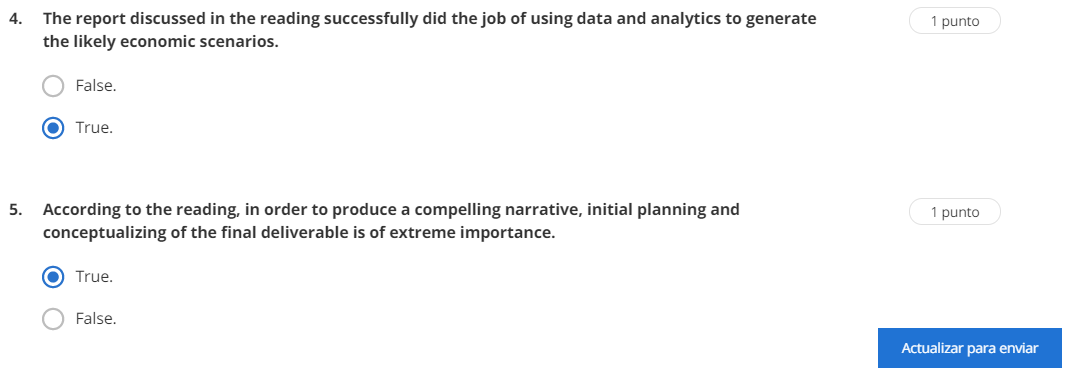 4. The report discussed in the reading successfully did the job of using data and analytics to generate
1 punto
the likely economic scenarios.
False.
True.
5. According to the reading, in order to produce a compelling narrative, initial planning and
1 punto
conceptualizing of the final deliverable is of extreme importance.
True.
False.
Actualizar para enviar